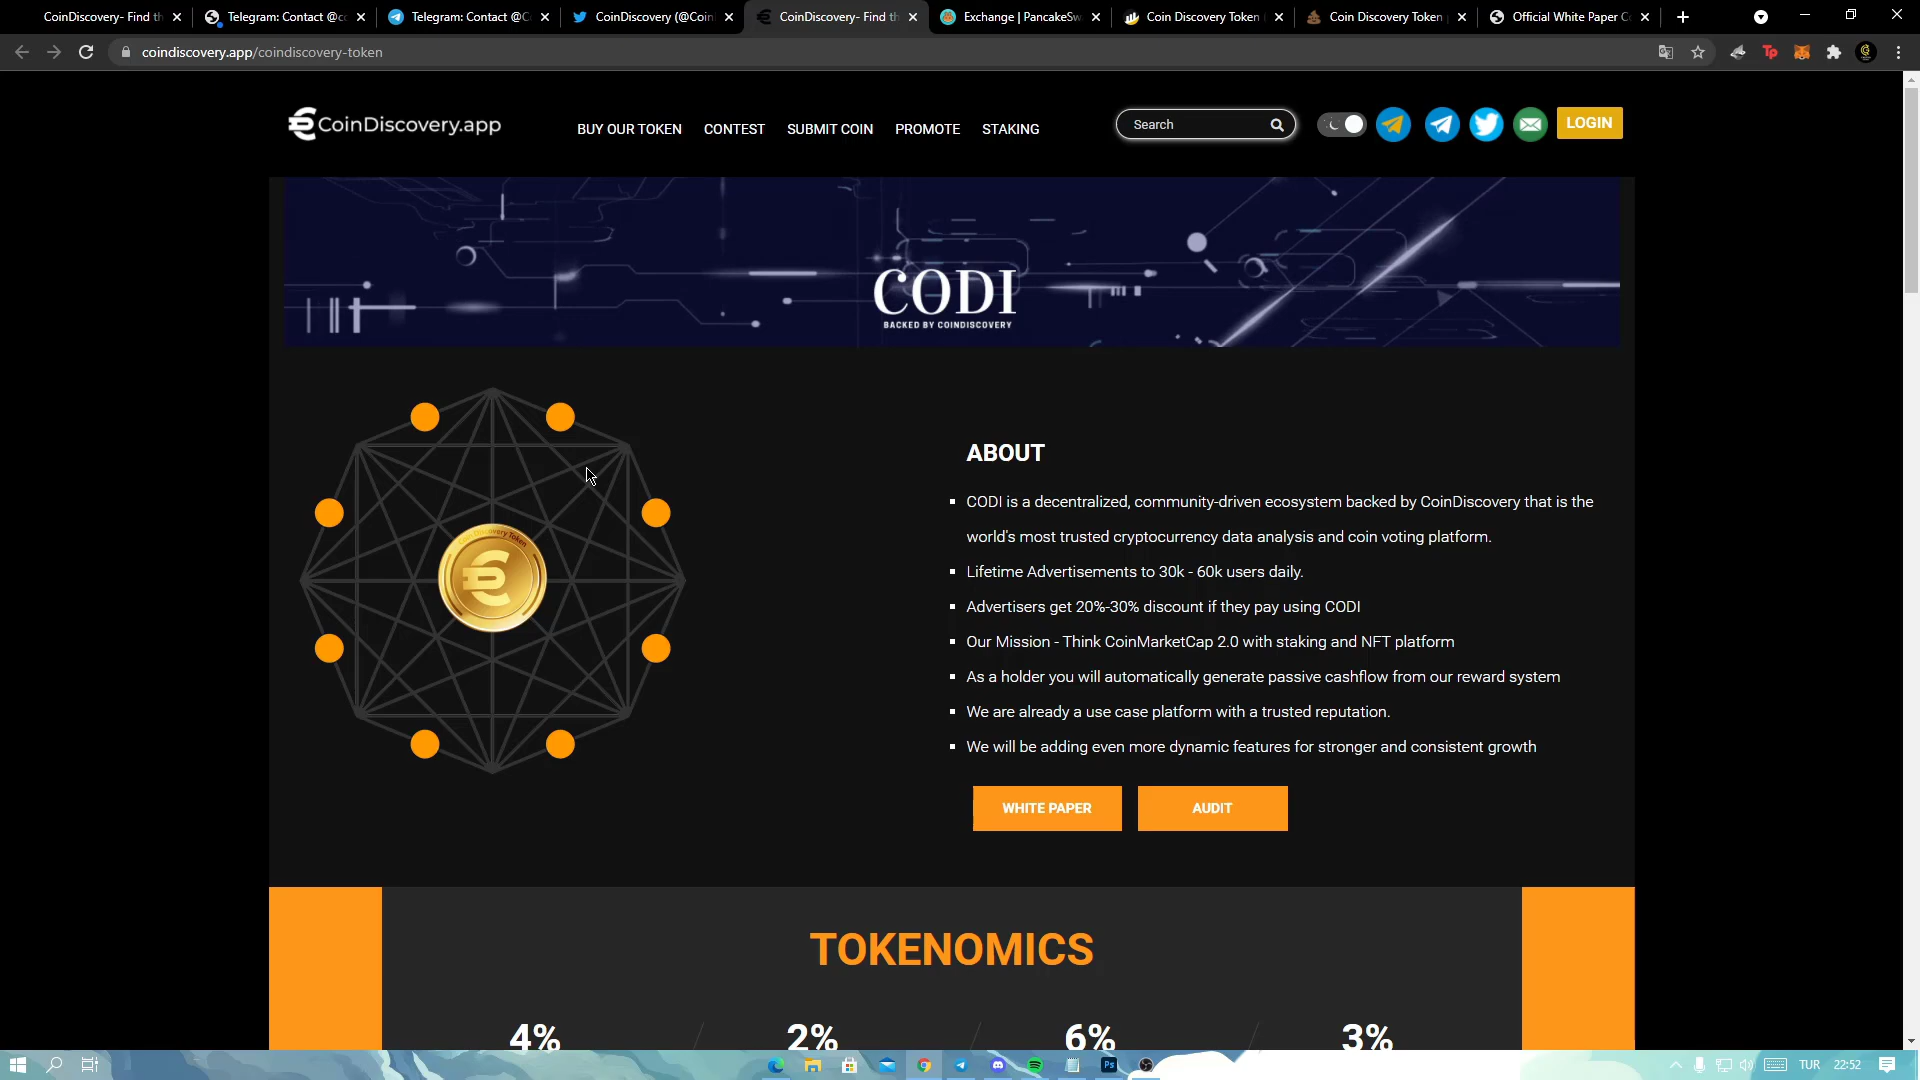 CoinDiscovery- Find th
Telegram: Contact @co
Telegram: Contact @C
CoinDiscovery (@Coin
CoinDiscovery- Find th
Exchange | PancakeSw
Coin Discovery Token
Coin Discovery Token
Official White Paper C
coindiscovery.app/coindiscovery-token
CoinDiscovery.app
BUY OUR TOKEN
CONTEST
SUBMIT COIN
PROMOTE
STAKING
Search
LOGIN
CODI
BACKED BY COINDISCOVERY
Coin Discovery Token
ABOUT
CODI is a decentralized, community-driven ecosystem backed by CoinDiscovery that is the
world's most trusted cryptocurrency data analysis and coin voting platform.
Lifetime Advertisements to 30k - 60k users daily.
Advertisers get 20%-30% discount if they pay using CODI
Our Mission - Think CoinMarketCap 2.0 with staking and NFT platform
As a holder you will automatically generate passive cashflow from our reward system
We are already a use case platform with a trusted reputation.
We will be adding even more dynamic features for stronger and consistent growth
WHITE PAPER
AUDIT
TOKENOMICS
4%
2%
6%
3%
Ps
TUR
22:52